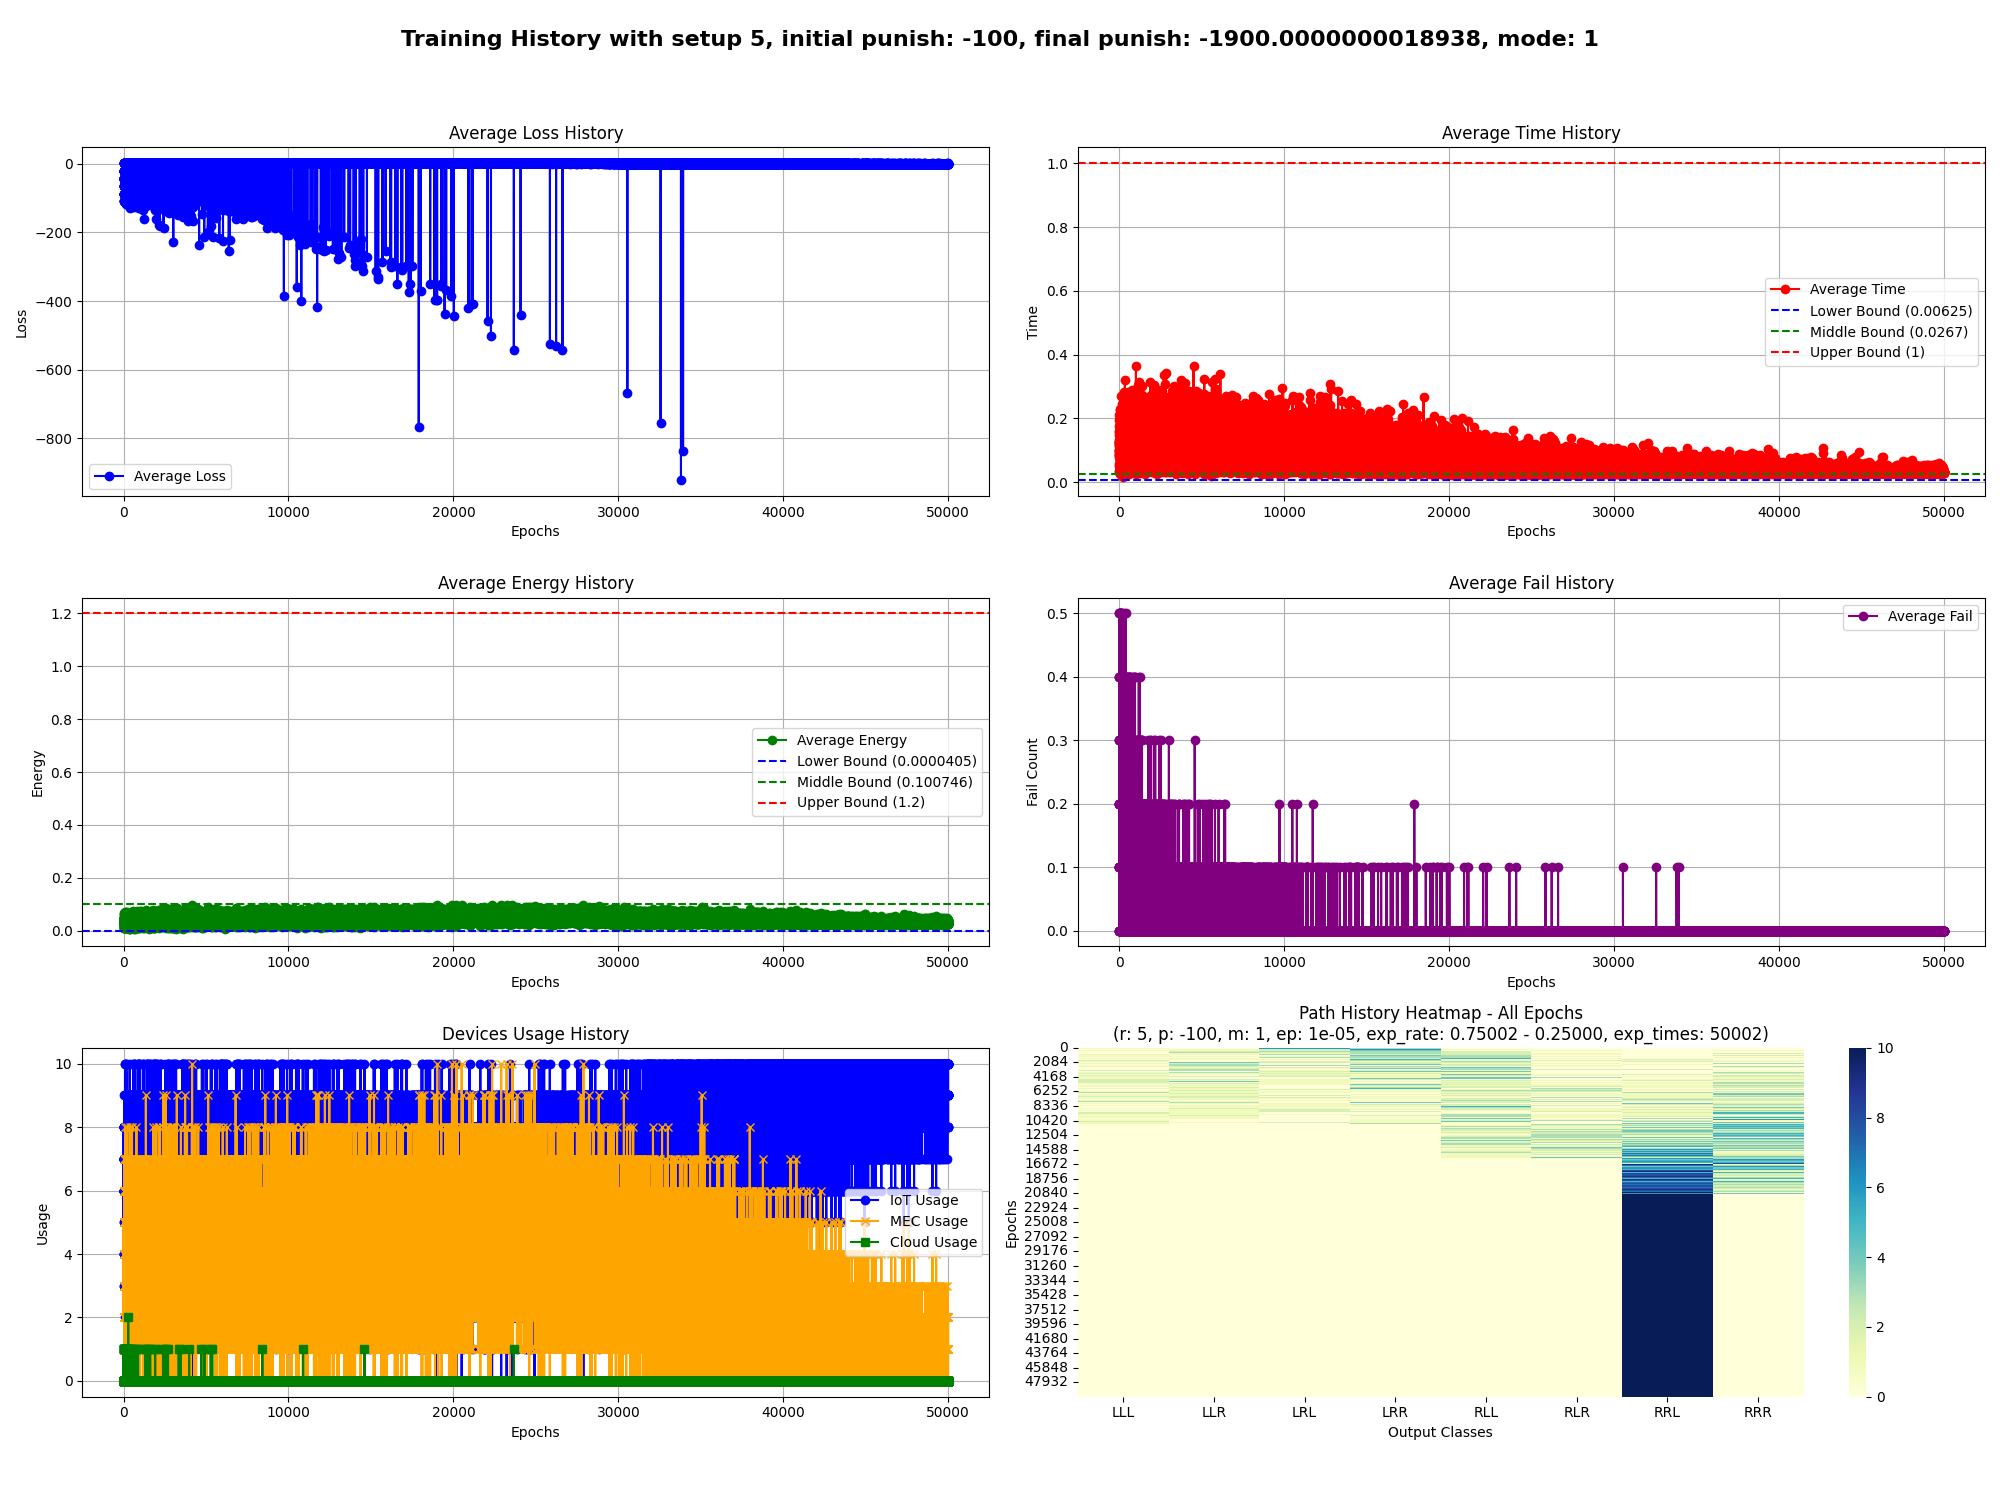 Training History with setup 5, initial punish: -100, final punish: -1900.0000000018938, mode: 1
Average Loss History
0
−200
−400
−600
−800
Loss
Average Loss
0 10000 20000 30000 40000 50000
Epochs
Average Time History
1.0
0.8
0.6
0.4
0.2
0.0
Time
Average Time
Lower Bound (0.00625)
Middle Bound (0.0267)
Upper Bound (1)
0 10000 20000 30000 40000 50000
Epochs
Average Energy History
1.2
1.0
0.8
0.6
0.4
0.2
0.0
Energy
Average Energy
Lower Bound (0.0000405)
Middle Bound (0.100746)
Upper Bound (1.2)
0 10000 20000 30000 40000 50000
Epochs
Average Fail History
0.5
0.4
0.3
0.2
0.1
0.0
Fail Count
Average Fail
0 10000 20000 30000 40000 50000
Epochs
Devices Usage History
10
8
6
4
2
0
Usage
IoT Usage
MEC Usage
Cloud Usage
0 10000 20000 30000 40000 50000
Epochs
Path History Heatmap - All Epochs
(r: 5, p: -100, m: 1, ep: 1e-05, exp_rate: 0.75002 - 0.25000, exp_times: 50002)
0
2084
4168
6252
8336
10420
12504
14588
16672
18756
20840
22924
25008
27092
29176
31260
33344
35428
37512
39596
41680
43764
45848
47932
Epochs
LLL LLR LRL LRR RLL RLR RRL RRR
Output Classes
10
8
6
4
2
0